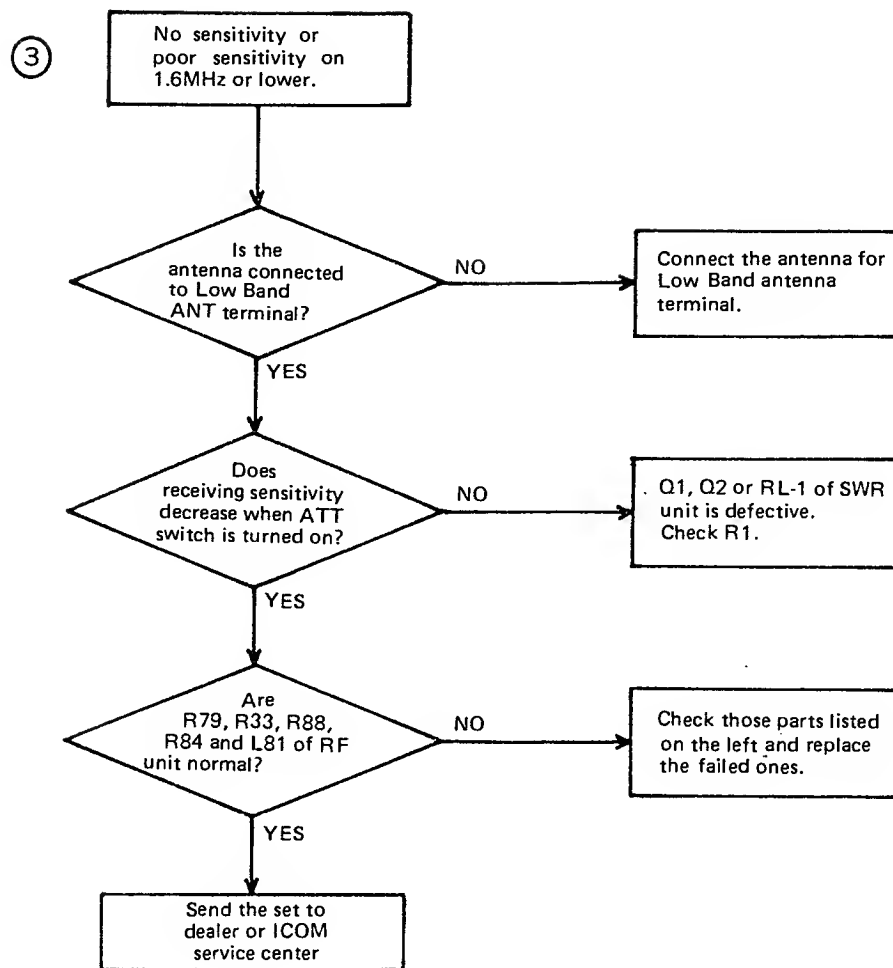 3
No sensitivity or
poor sensitivity on
1.6MHz or lower.
Is the
antenna connected
to Low Band
ANT terminal?
NO
Connect the antenna for
Low Band antenna
terminal.
YES
Does
receiving sensitivity
decrease when ATT
switch is turned on?
NO
Q1, Q2 or RL-1 of SWR
unit is defective.
Check R1.
YES
Are
R79, R33, R88,
R84 and L81 of RF
unit normal?
NO
Check those parts listed
on the left and replace
the failed ones.
YES
Send the set to
dealer or ICOM
service center